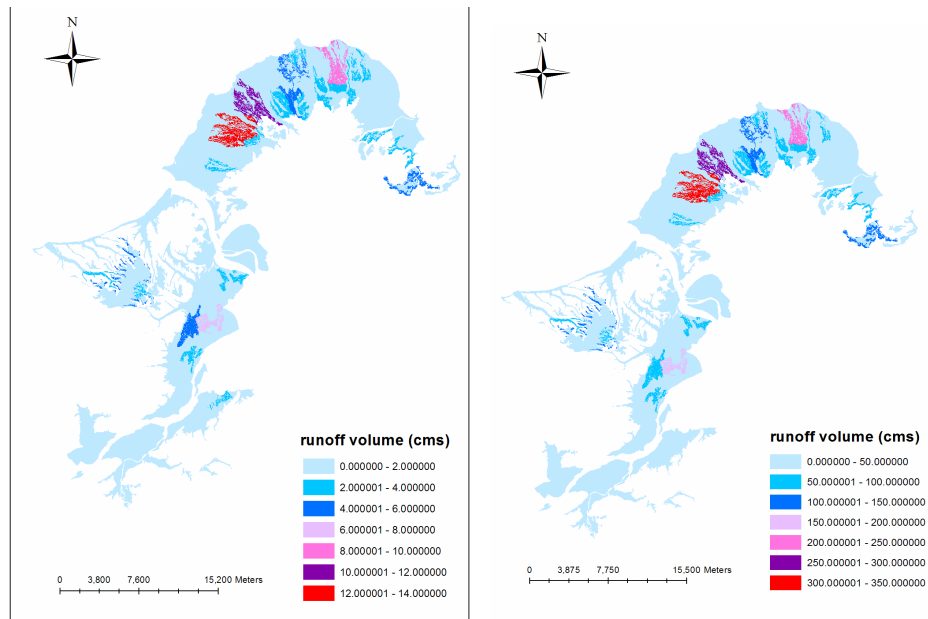 N
runoff volume (cms)
0.000000 - 2.000000
2.000001 - 4.000000
4.000001 - 6.000000
6.000001 - 8.000000
8.000001 - 10.000000
10.000001 - 12.000000
12.000001 - 14.000000
0 3,800 7,600 15,200 Meters
N
runoff volume (cms)
0.000000 - 50.000000
50.000001 - 100.000000
100.000001 - 150.000000
150.000001 - 200.000000
200.000001 - 250.000000
250.000001 - 300.000000
300.000001 - 350.000000
0 3,875 7,750 15,500 Meters